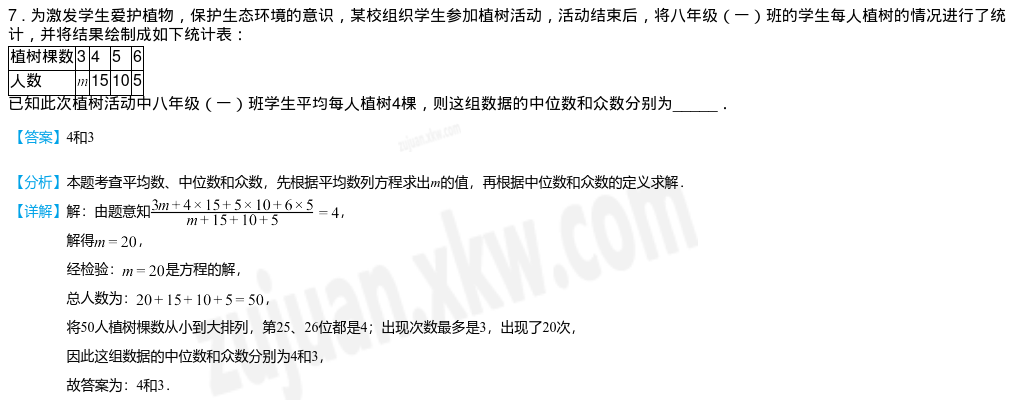 7．为激发学生爱护植物，保护生态环境的意识，某校组织学生参加植树活动，活动结束后，将八年级（一）班的学生每人植树的情况进行了统
计，并将结果绘制成如下统计表：
植树棵数 3 4 5 6
人数 m 15 10 5
已知此次植树活动中八年级（一）班学生平均每人植树4棵，则这组数据的中位数和众数分别为______．
【答案】4和3
zujuan.xkw.com
【分析】本题考查平均数、中位数和众数，先根据平均数列方程求出m的值，再根据中位数和众数的定义求解．
【详解】解：由题意知(3m+4×15+5×10+6×5)/(m+15+10+5)=4，
解得m=20，
经检验：m=20是方程的解，
总人数为：20+15+10+5=50，
将50人植树棵数从小到大排列，第25、26位都是4；出现次数最多是3，出现了20次，
因此这组数据的中位数和众数分别为4和3，
故答案为：4和3．
zujuan.xkw.com